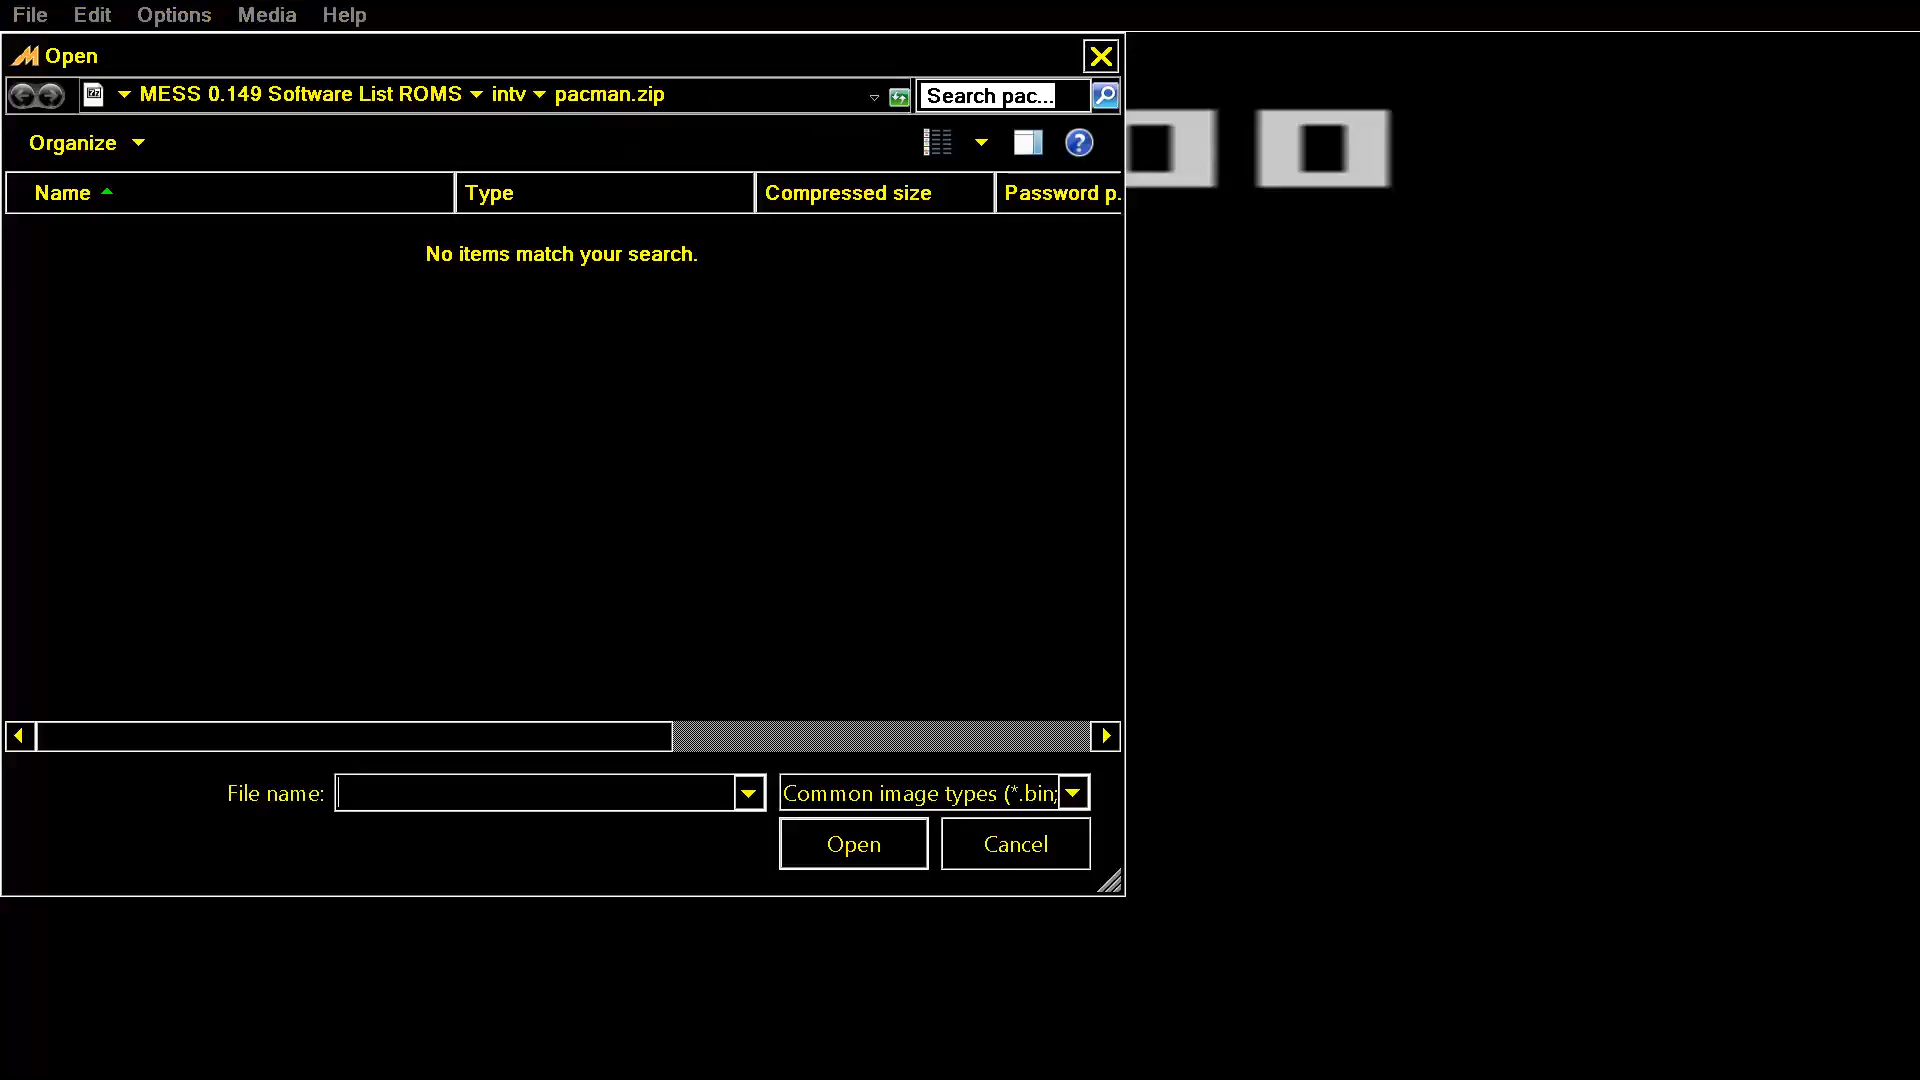 File Edit Options Media Help
Open
MESS 0.149 Software List ROMS intv pacman.zip Search pac...
Organize
Name Type Compressed size Password p.
No items match your search.
File name: Common image types (*.bin;
Open Cancel